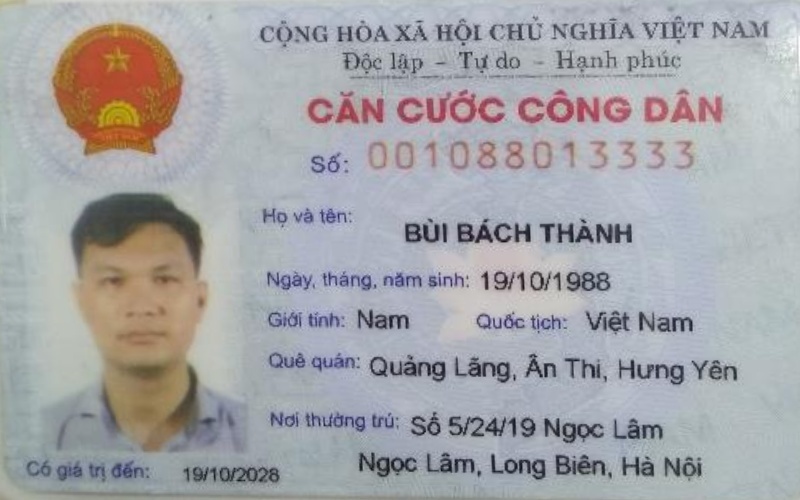 CỘNG HÒA XÃ HỘI CHỦ NGHĨA VIỆT NAM
Độc lập - Tự do - Hạnh phúc
CĂN CƯỚC CÔNG DÂN
Số: 001088013333
Họ và tên:
BÙI BÁCH THÀNH
Ngày, tháng, năm sinh: 19/10/1988
Giới tính: Nam Quốc tịch: Việt Nam
Quê quán: Quảng Lãng, Ân Thi, Hưng Yên
Nơi thường trú: Số 5/24/19 Ngọc Lâm
Ngọc Lâm, Long Biên, Hà Nội
Có giá trị đến: 19/10/2028